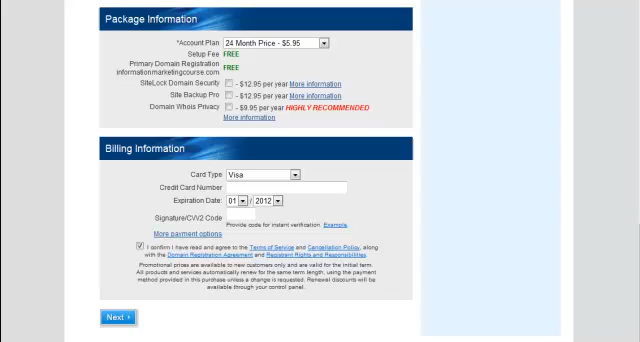 Package Information
*Account Plan 24 Month Price - $5.95
Setup Fee FREE
Primary Domain Registration
informationmarketingcourse.com FREE
SiteLock Domain Security - $12.95 per year More information
Site Backup Pro - $12.95 per year More information
Domain Whois Privacy - $9.95 per year HIGHLY RECOMMENDED
More information
Billing Information
Card Type Visa
Credit Card Number
Expiration Date: 01 / 2012
Signature/CVV2 Code
Provide code for instant verification. Example
More payment options
I confirm I have read and agree to the Terms of Service and Cancellation Policy, along
with the Domain Registration Agreement and Registrant Rights and Responsibilities.
Promotional prices are available to new customers only and are valid for the initial term.
All products and services automatically renew for the same term length, using the payment
method provided in this purchase unless a change is requested. Renewal discounts will be
available through your control panel.
Next